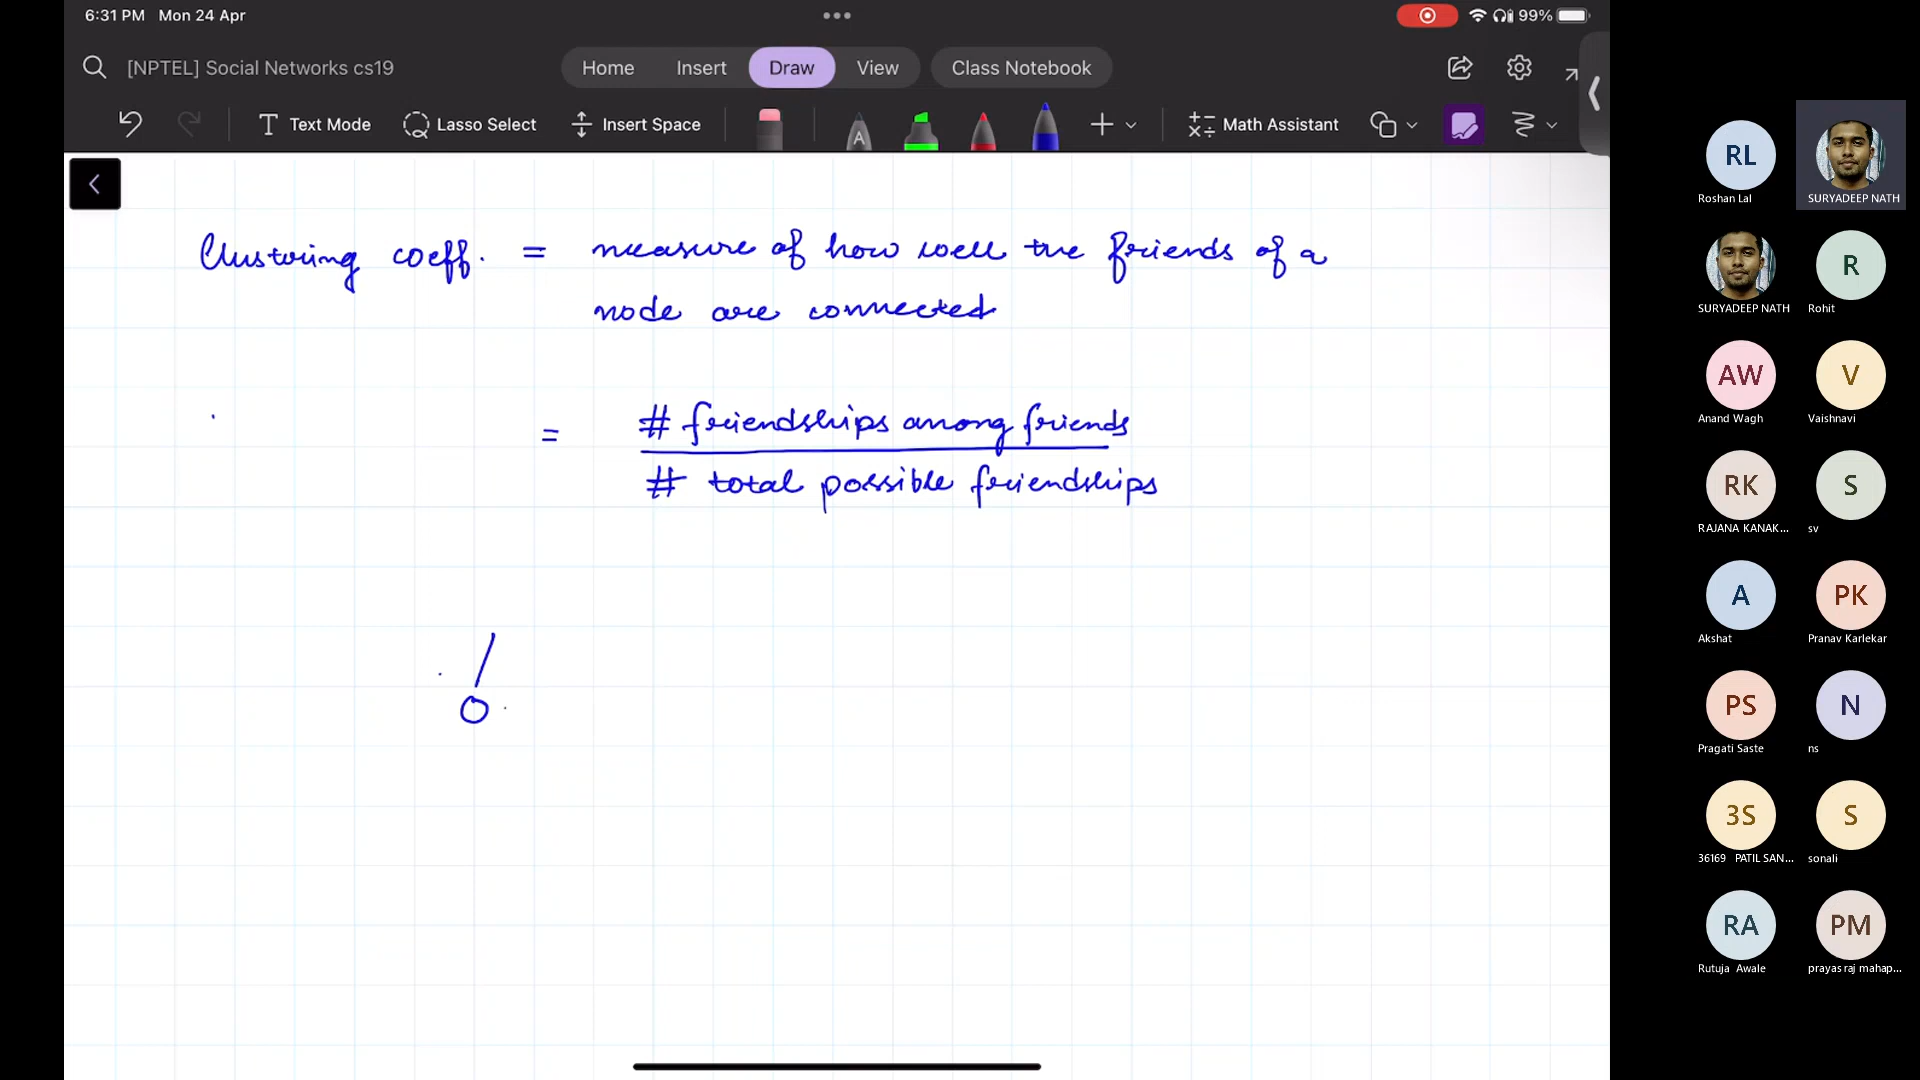 6:31 PM Mon 24 Apr
99%
[NPTEL] Social Networks cs19
Home Insert Draw View Class Notebook
Text Mode Lasso Select Insert Space A Math Assistant
Clustering coeff. = measure of how well the friends of a
node are connected
= # friendships among friends
# total possible friendships
RL
Roshan Lal
SURYADEEP NATH
SURYADEEP NATH
R
Rohit
AW
Anand Wagh
V
Vaishnavi
RK
RAJANA KANAK...
S
sv
A
Akshat
PK
Pranav Karlekar
PS
Pragati Saste
N
ns
3S
36169 PATIL SAN...
S
sonali
RA
Rutuja Awale
PM
prayas raj mahap...